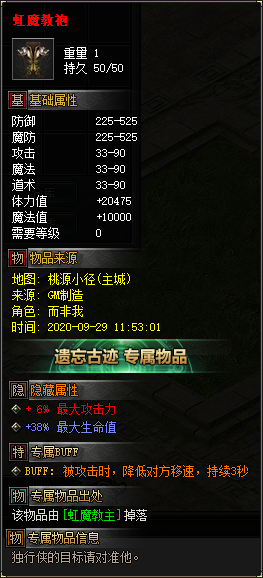 虹魔教袍
重量 1
持久 50/50
基 基础属性
防御 225-525
魔防 225-525
攻击 33-90
魔法 33-90
道术 33-90
体力值 +20475
魔法值 +10000
需要等级 0
物 物品来源
地图: 桃源小径(主城)
来源: GM制造
角色: 而非我
时间: 2020-09-29 11:53:01
遗忘古迹 专属物品
隐 隐藏属性
+ 6% 最大攻击力
+38% 最大生命值
特 专属BUFF
BUFF: 被攻击时，降低对方移速，持续3秒
物 专属物品出处
该物品由 [虹魔教主] 掉落
物 专属物品信息
独行侠的目标请对准他。